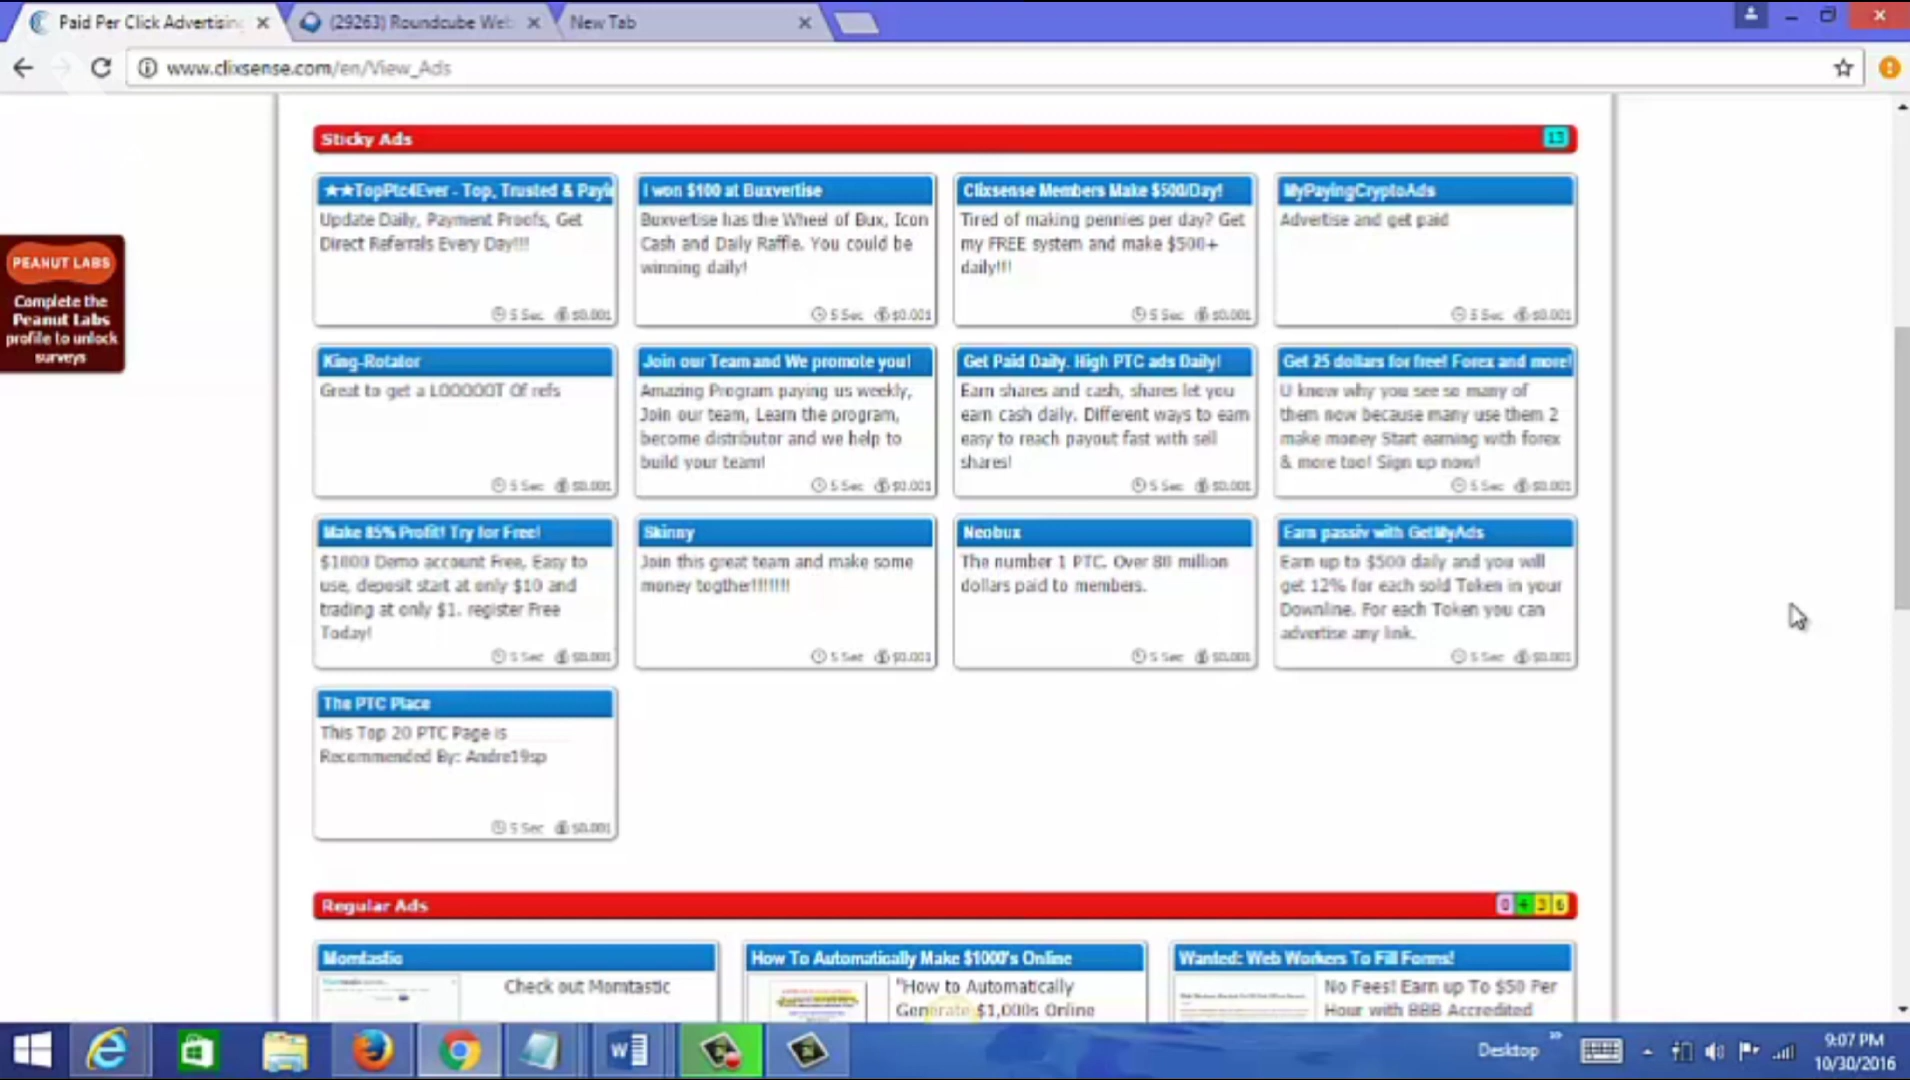 Paid Per Click Advertising
(29263) Roundcube Web
New Tab
www.clixsense.com/en/View_Ads
Sticky Ads
13
★★TopPtc4Ever - Top, Trusted & Payin
Update Daily, Payment Proofs, Get
Direct Referrals Every Day!!!
5 Sec $0.001
I won $100 at Buxvertise
Buxvertise has the Wheel of Bux, Icon
Cash and Daily Raffle. You could be
winning daily!
5 Sec $0.001
Clixsense Members Make $500/Day!
Tired of making pennies per day? Get
my FREE system and make $500+
daily!!!
5 Sec $0.001
MyPayingCryptoAds
Advertise and get paid
5 Sec $0.001
PEANUT LABS
Complete the
Peanut Labs
profile to unlock
surveys
King-Rotator
Great to get a LOOOOOT Of refs
5 Sec $0.001
Join our Team and We promote you!
Amazing Program paying us weekly,
Join our team, Learn the program,
become distributor and we help to
build your team!
5 Sec $0.001
Get Paid Daily. High PTC ads Daily!
Earn shares and cash, shares let you
earn cash daily. Different ways to earn
easy to reach payout fast with sell
shares!
5 Sec $0.001
Get 25 dollars for free! Forex and more!
U know why you see so many of
them now because many use them 2
make money Start earning with forex
& more too! Sign up now!
5 Sec $0.001
Make 85% Profit! Try for Free!
$1000 Demo account Free, Easy to
use, deposit start at only $10 and
trading at only $1. register Free
Today!
5 Sec $0.001
Skinny
Join this great team and make some
money togther!!!!!!!
5 Sec $0.001
Neobux
The number 1 PTC. Over 80 million
dollars paid to members.
5 Sec $0.001
Earn passiv with GetMyAds
Earn up to $500 daily and you will
get 12% for each sold Token in your
Downline. For each Token you can
advertise any link.
5 Sec $0.001
The PTC Place
This Top 20 PTC Page is
Recommended By: Andre19sp
5 Sec $0.001
Regular Ads
0 4 3 6
Momtastic
Check out Momtastic
How To Automatically Make $1000's Online
"How to Automatically
Generate $1,000s Online
Wanted: Web Workers To Fill Forms!
No Fees! Earn up To $50 Per
Hour with BBB Accredited
Desktop
9:07 PM
10/30/2016